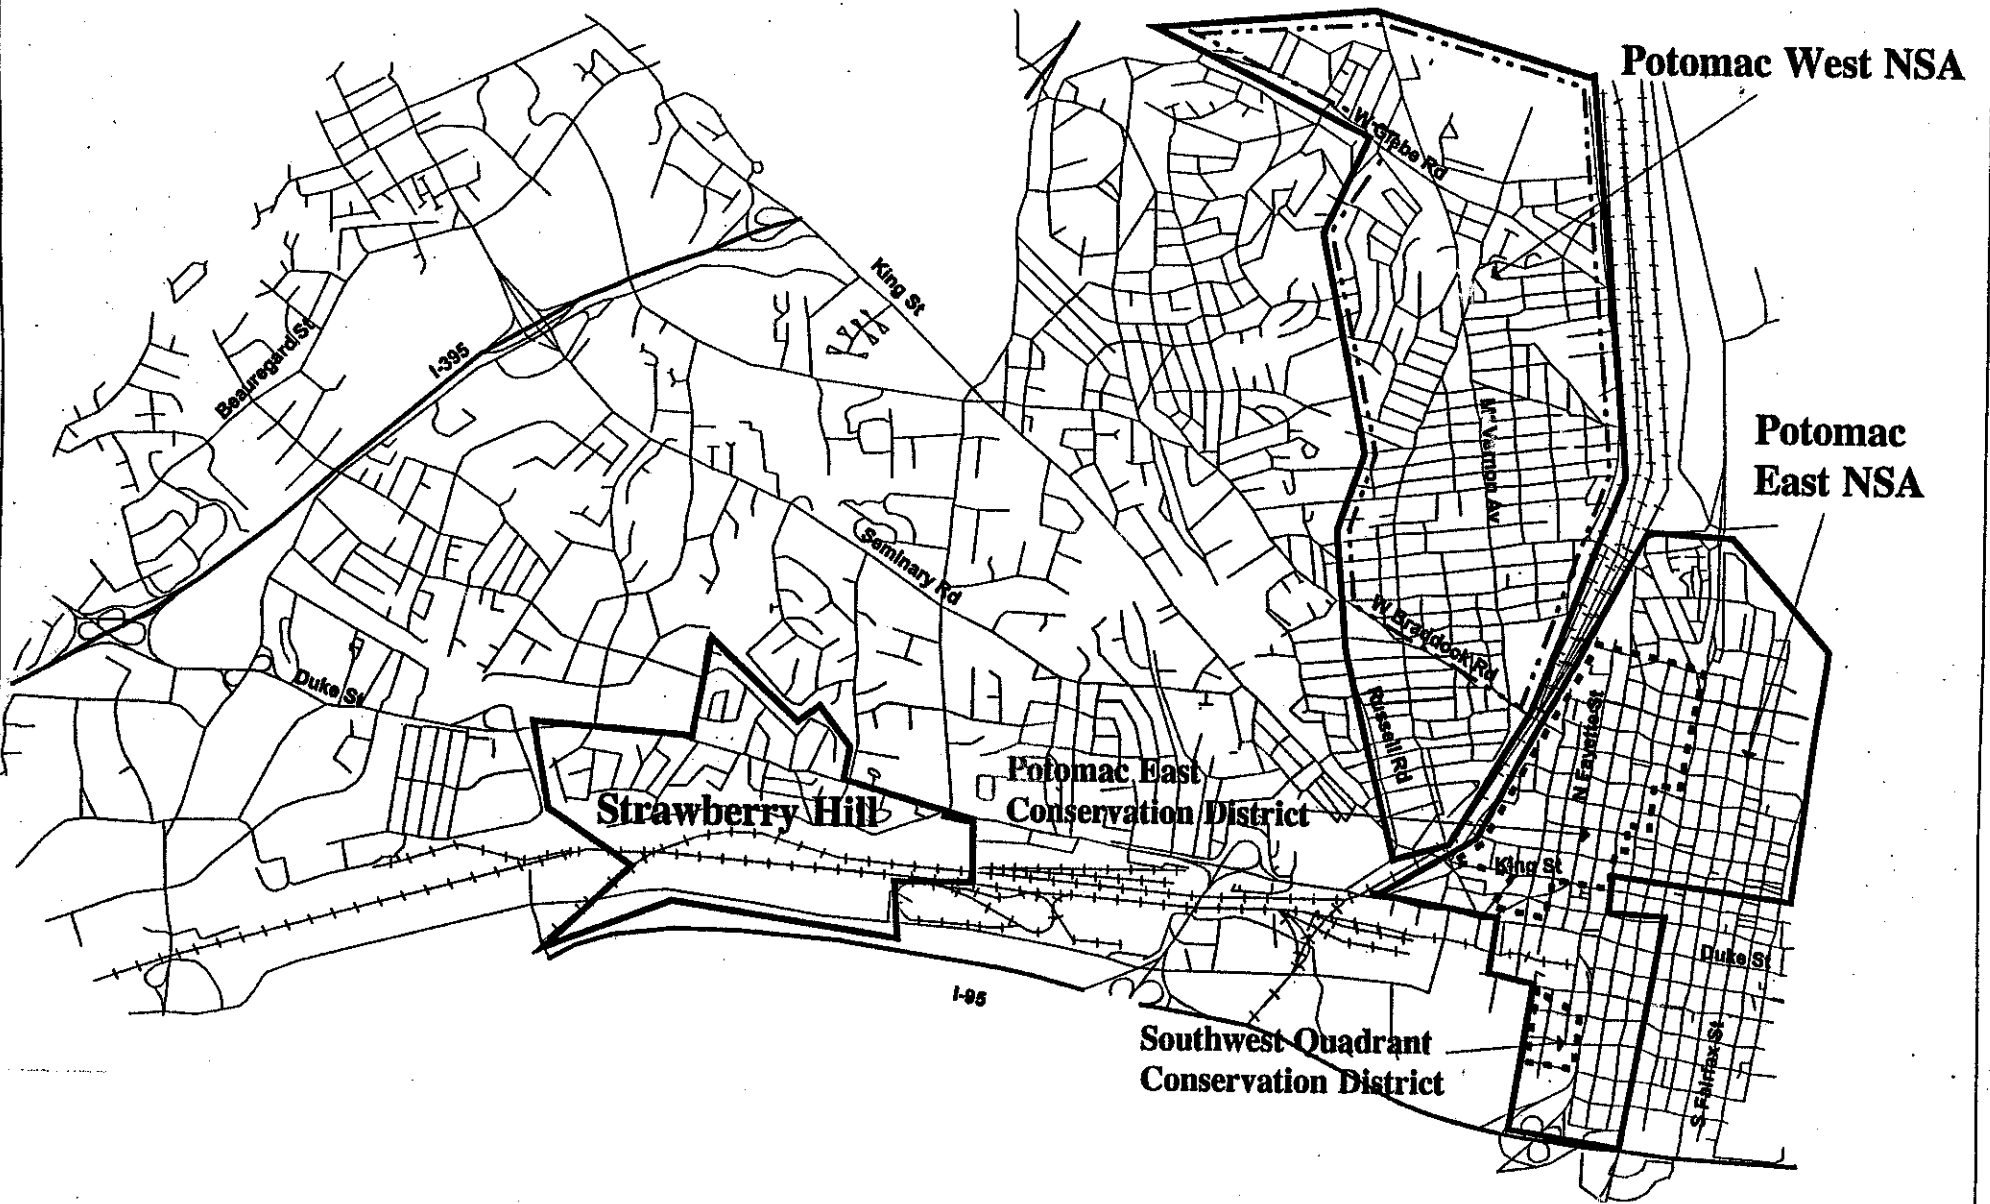 Potomac West NSA
W Glebe Rd
King St
Beauregard St
I-395
Mt Vernon Av
Potomac
East NSA
Seminary Rd
W Braddock Rd
Duke St
Russell Rd
N Fayette St
Potomac East
Conservation District
Strawberry Hill
King St
Duke St
I-95
Southwest Quadrant
Conservation District
S Fairfax St